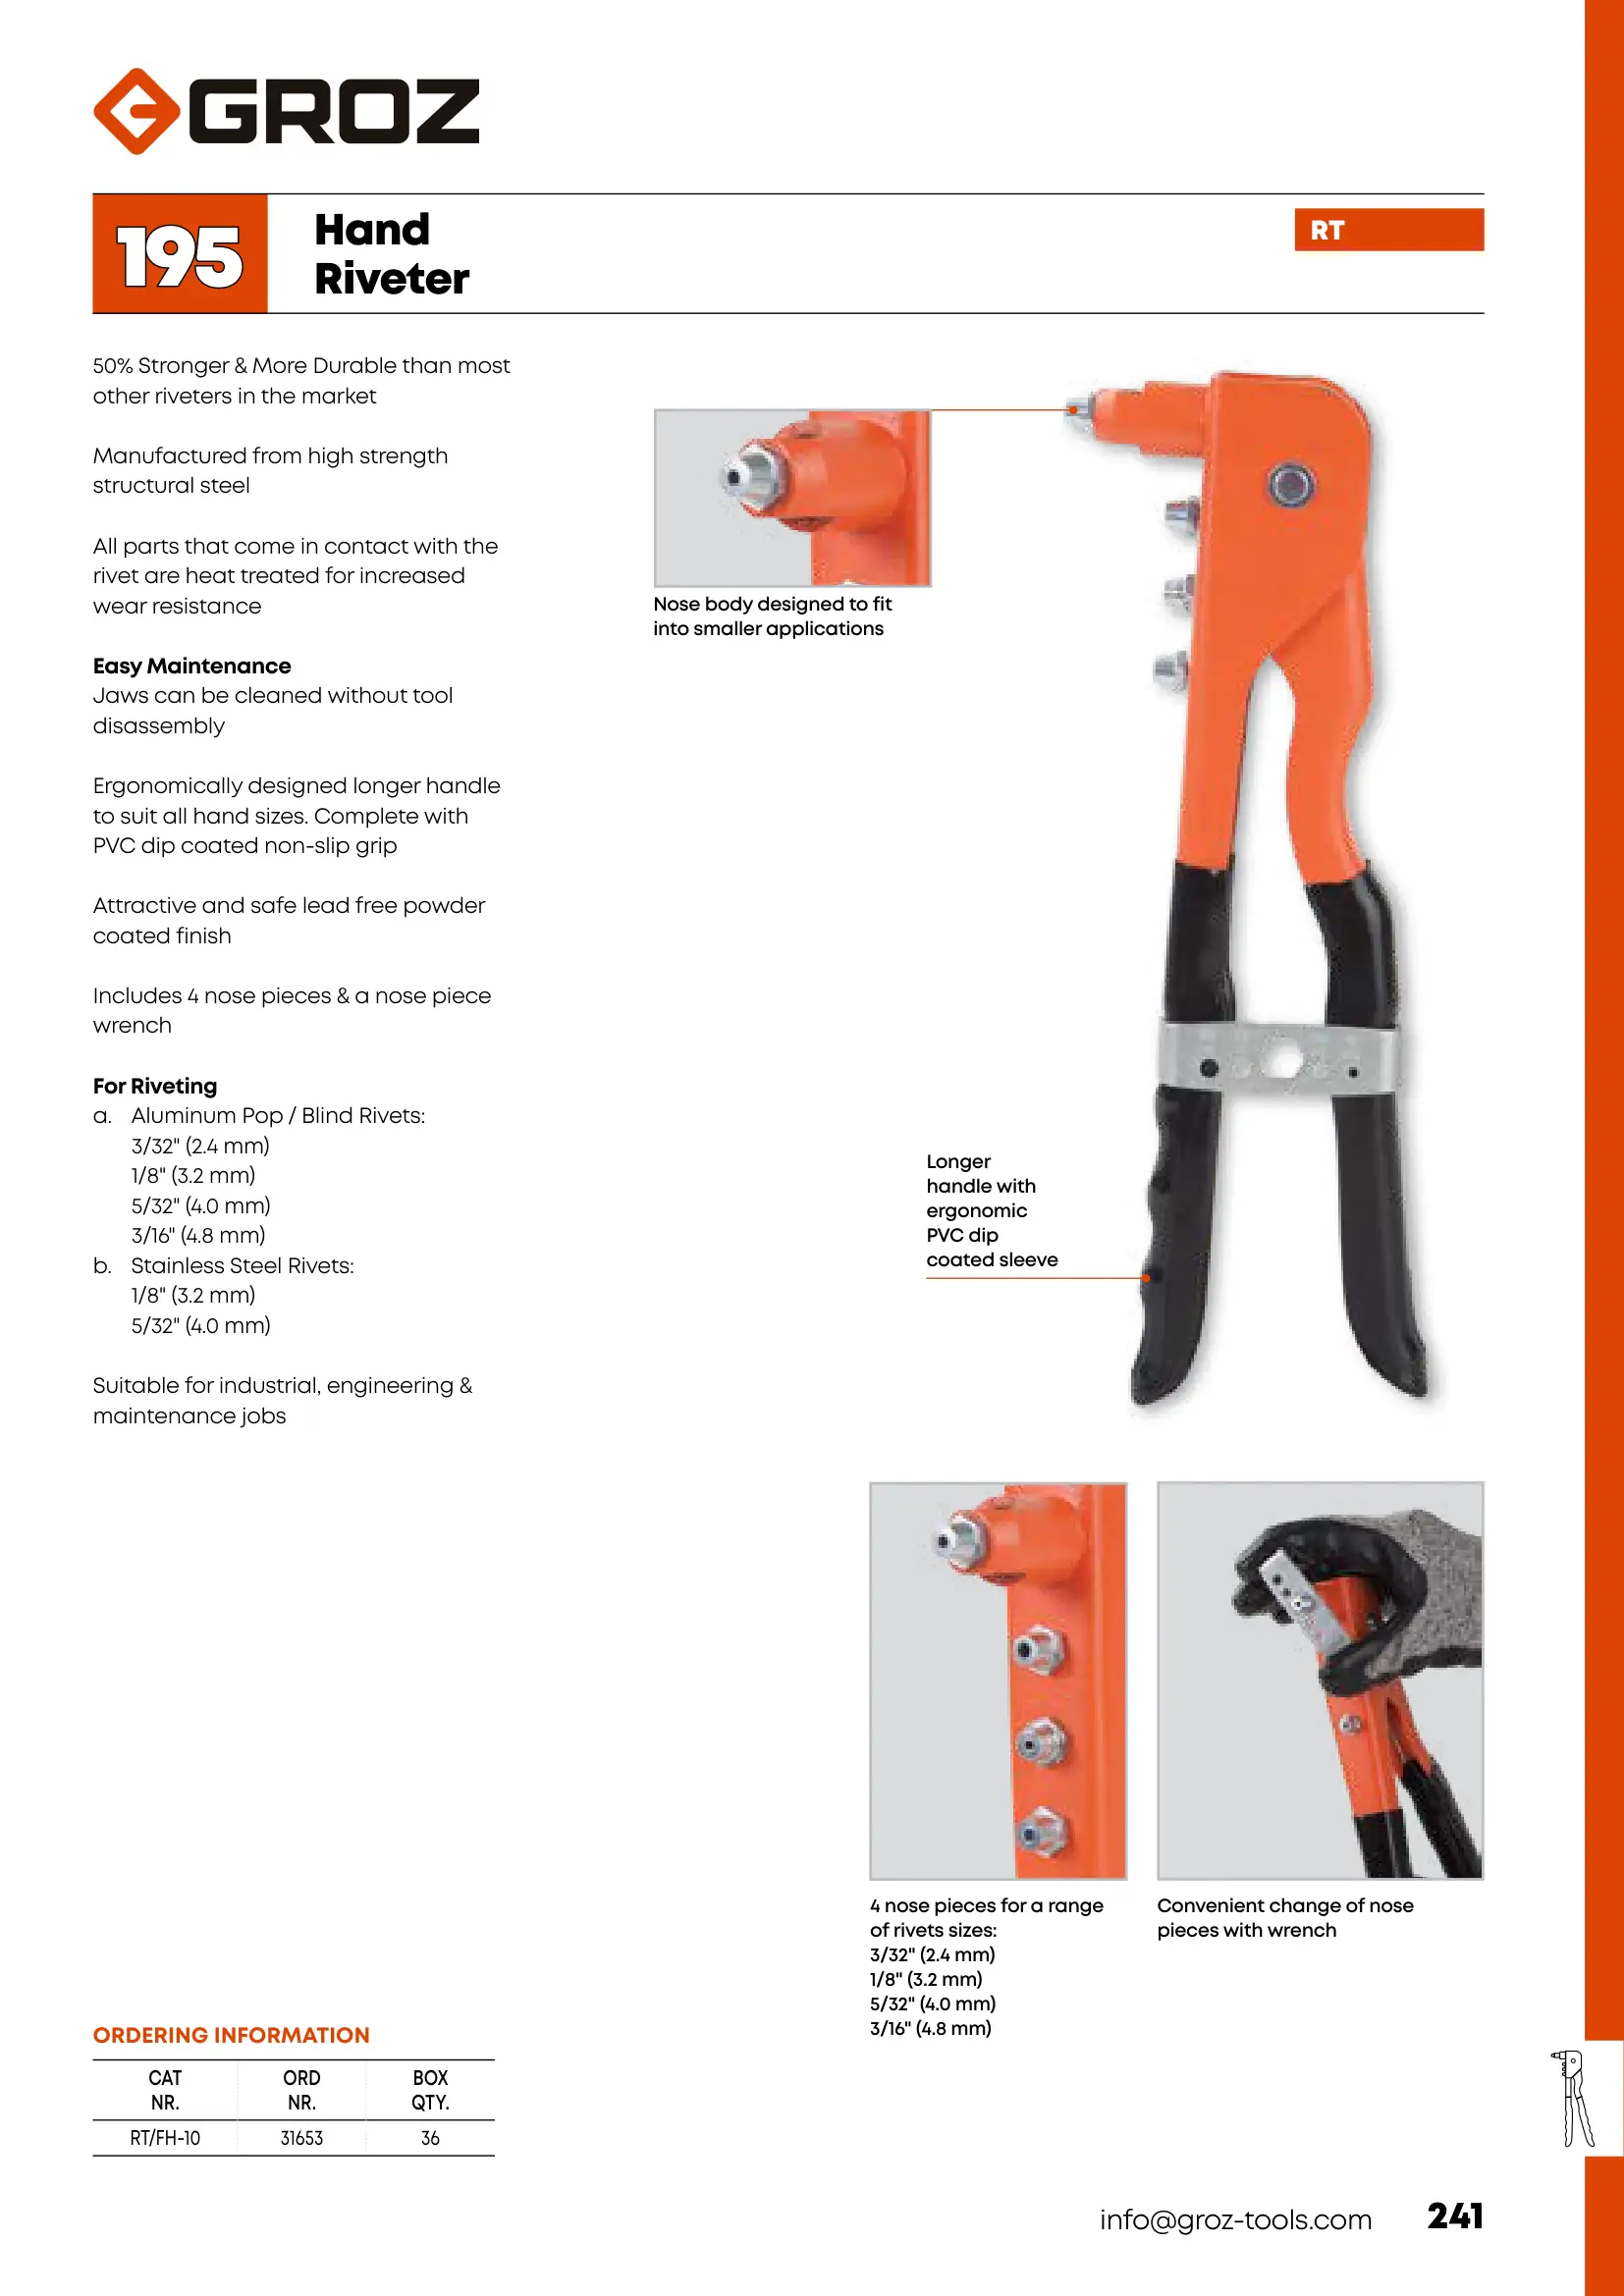 GROZ
195
Hand
Riveter
RT
50% Stronger & More Durable than most
other riveters in the market
Manufactured from high strength
structural steel
All parts that come in contact with the
rivet are heat treated for increased
wear resistance
Easy Maintenance
Jaws can be cleaned without tool
disassembly
Ergonomically designed longer handle
to suit all hand sizes. Complete with
PVC dip coated non-slip grip
Attractive and safe lead free powder
coated finish
Includes 4 nose pieces & a nose piece
wrench
For Riveting
a. Aluminum Pop / Blind Rivets:
3/32" (2.4 mm)
1/8" (3.2 mm)
5/32" (4.0 mm)
3/16" (4.8 mm)
b. Stainless Steel Rivets:
1/8" (3.2 mm)
5/32" (4.0 mm)
Suitable for industrial, engineering &
maintenance jobs
Nose body designed to fit
into smaller applications
Longer
handle with
ergonomic
PVC dip
coated sleeve
4 nose pieces for a range
of rivets sizes:
3/32" (2.4 mm)
1/8" (3.2 mm)
5/32" (4.0 mm)
3/16" (4.8 mm)
Convenient change of nose
pieces with wrench
ORDERING INFORMATION
CAT NR. ORD NR. BOX QTY.
RT/FH-10 31653 36
info@groz-tools.com 241